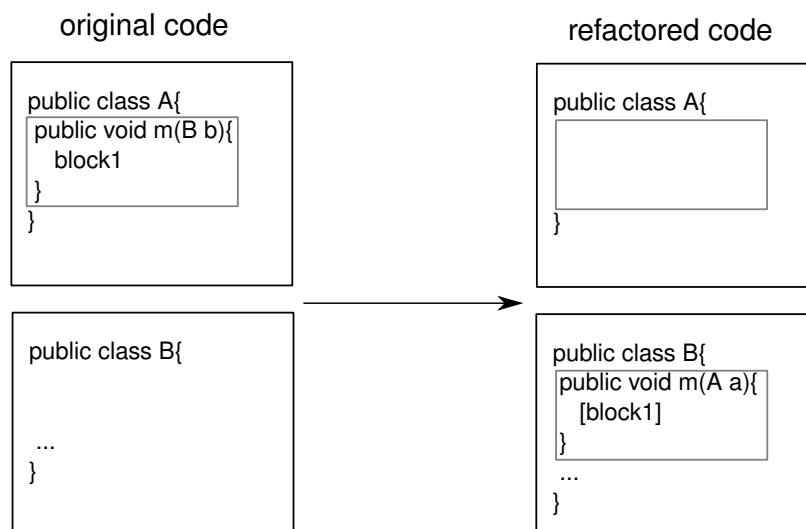 original code
public class A{
public void m(B b){
block1
}
}
public class B{
...
}
refactored code
public class A{
}
public class B{
public void m(A a){
[block1]
}
...
}